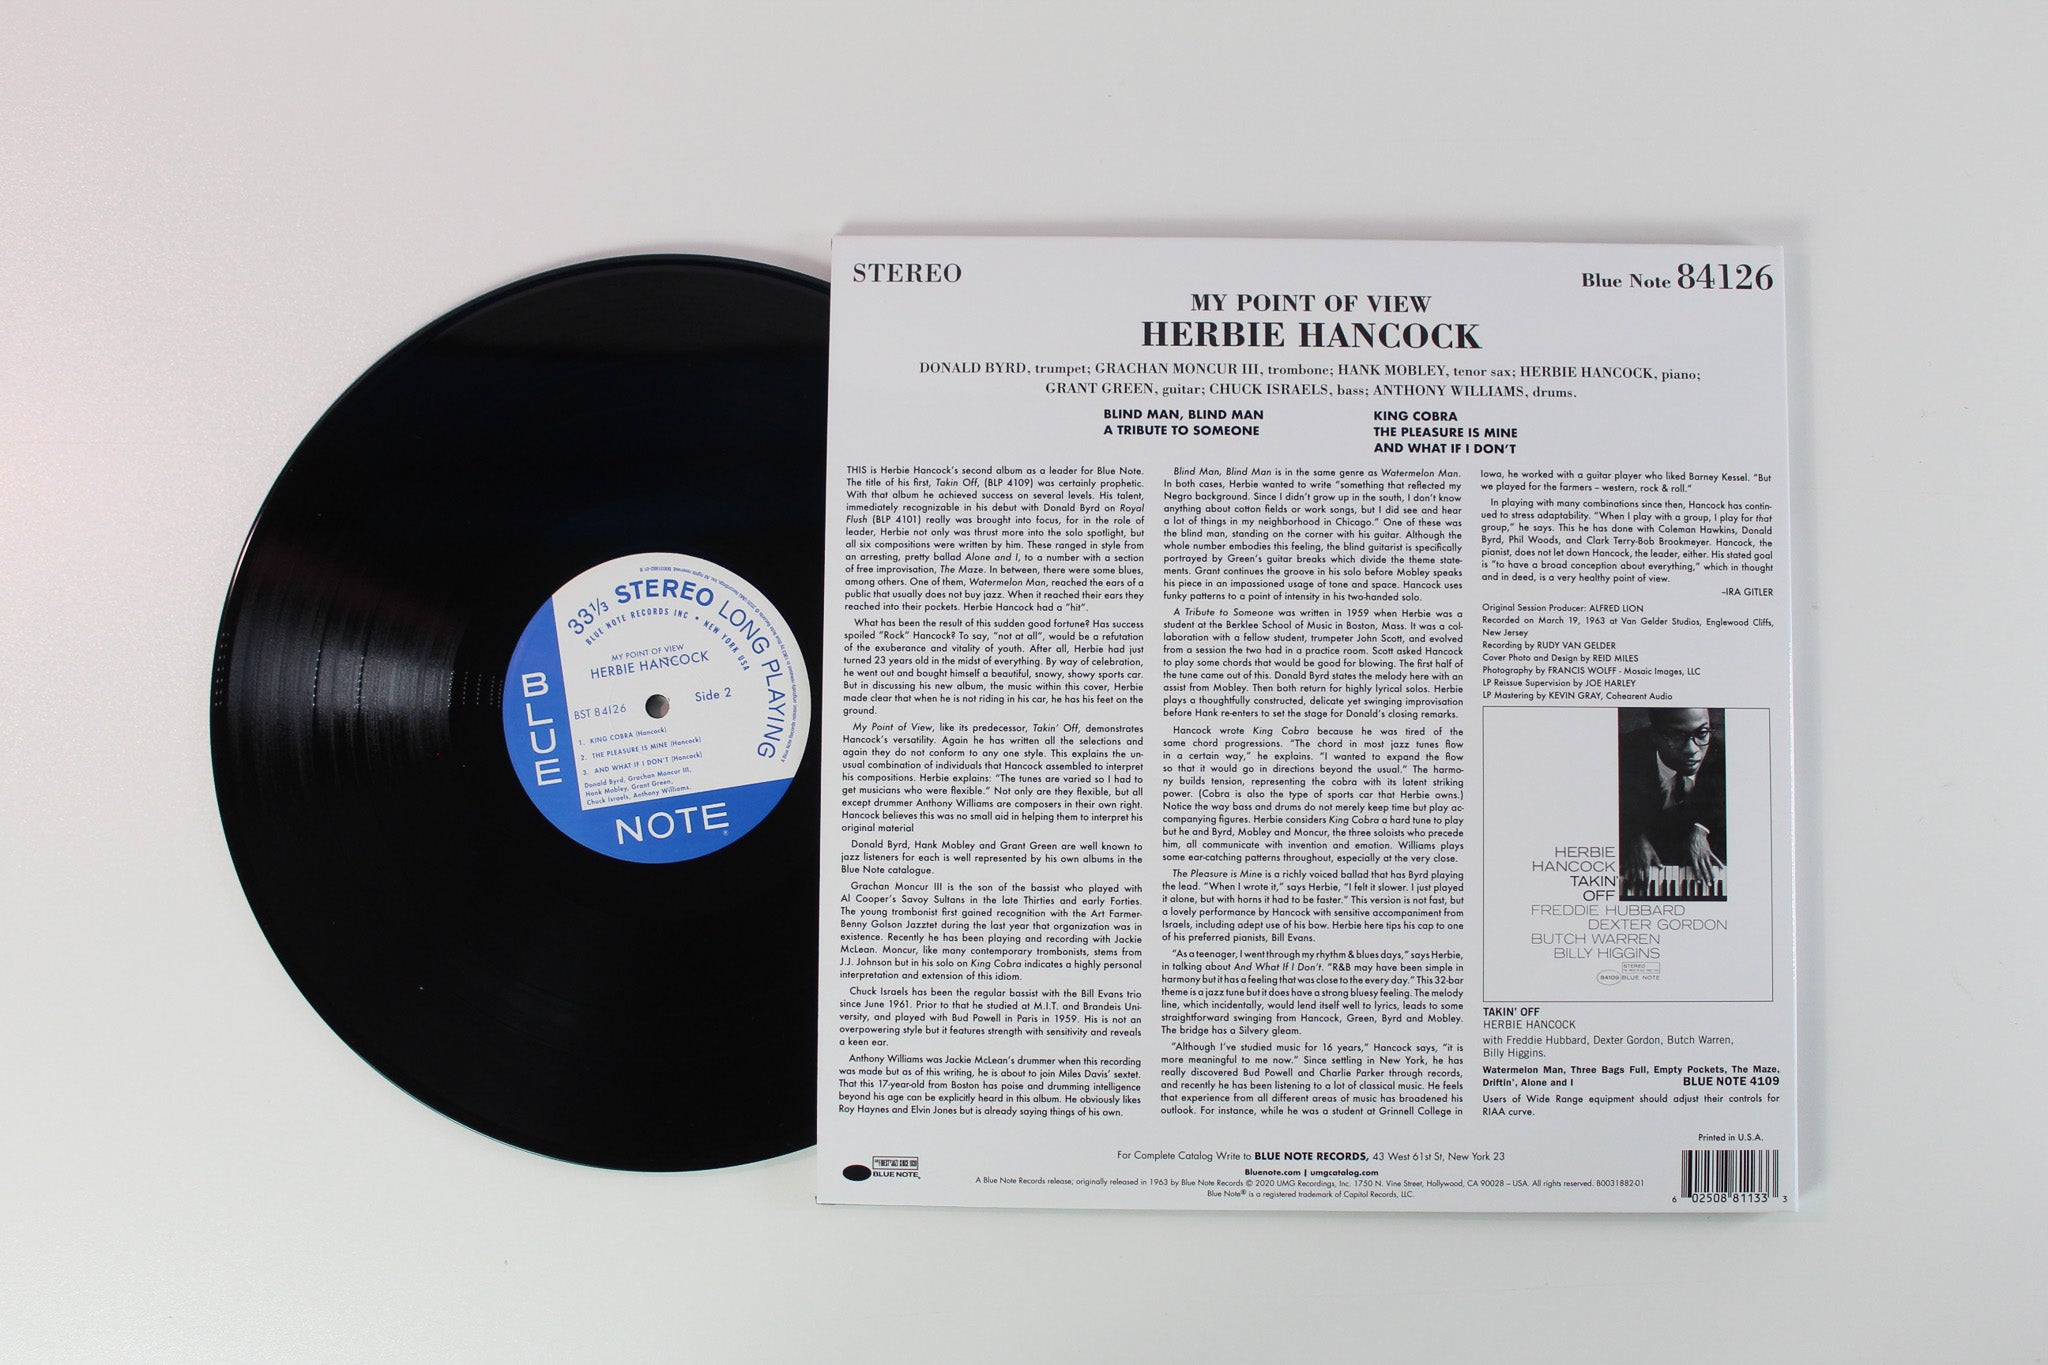 STEREO
Blue Note 84126
MY POINT OF VIEW
HERBIE HANCOCK
DONALD BYRD, trumpet; GRACHAN MONCUR III, trombone; HANK MOBLEY, tenor sax; HERBIE HANCOCK, piano;
GRANT GREEN, guitar; CHUCK ISRAELS, bass; ANTHONY WILLIAMS, drums.
BLIND MAN, BLIND MAN
A TRIBUTE TO SOMEONE
KING COBRA
THE PLEASURE IS MINE
AND WHAT IF I DON'T
THIS is Herbie Hancock's second album as a leader for Blue Note.
The title of his first, Takin Off, (BLP 4109) was certainly prophetic.
With that album he achieved success on several levels. His talent,
immediately recognizable in his debut with Donald Byrd on Royal
Flush (BLP 4101) really was brought into focus, for in the role of
leader, Herbie not only was thrust more into the solo spotlight, but
all six compositions were written by him. These ranged in style from
an arresting, pretty ballad Alone and I, to a number with a section
of free improvisation, The Maze. In between, there were some blues,
among others. One of them, Watermelon Man, reached the ears of a
public that usually does not buy jazz. When it reached their ears they
reached into their pockets. Herbie Hancock had a "hit".
What has been the result of this sudden good fortune? Has success
spoiled "Rock" Hancock? To say, "not at all", would be a refutation
of the exuberance and vitality of youth. After all, Herbie had just
turned 23 years old in the midst of everything. By way of celebration,
he went out and bought himself a beautiful, snowy, showy sports car.
But in discussing his new album, the music within this cover, Herbie
made clear that when he is not riding in his car, he has his feet on the
ground.
My Point of View, like its predecessor, Takin' Off, demonstrates
Hancock's versatility. Again he has written all the selections and
again they do not conform to any one style. This explains the un-
usual combination of individuals that Hancock assembled to interpret
his compositions. Herbie explains: "The tunes are varied so I had to
get musicians who were flexible." Not only are they flexible, but all
except drummer Anthony Williams are composers in their own right.
Hancock believes this was no small aid in helping them to interpret his
original material
Donald Byrd, Hank Mobley and Grant Green are well known to
jazz listeners for each is well represented by his own albums in the
Blue Note catalogue.
Grachan Moncur III is the son of the bassist who played with
Al Cooper's Savoy Sultans in the late Thirties and early Forties.
The young trombonist first gained recognition with the Art Farmer-
Benny Golson Jazztet during the last year that organization was in
existence. Recently he has been playing and recording with Jackie
McLean. Moncur, like many contemporary trombonists, stems from
J.J. Johnson but in his solo on King Cobra indicates a highly personal
interpretation and extension of this idiom.
Chuck Israels has been the regular bassist with the Bill Evans trio
since June 1961. Prior to that he studied at M.I.T. and Brandeis Uni-
versity, and played with Bud Powell in Paris in 1959. His is not an
overpowering style but it features strength with sensitivity and reveals
a keen ear.
Anthony Williams was Jackie McLean's drummer when this recording
was made but as of this writing, he is about to join Miles Davis' sextet.
That this 17-year-old from Boston has poise and drumming intelligence
beyond his age can be explicitly heard in this album. He obviously likes
Roy Haynes and Elvin Jones but is already saying things of his own.
Blind Man, Blind Man is in the same genre as Watermelon Man.
In both cases, Herbie wanted to write "something that reflected my
Negro background. Since I didn't grow up in the south, I don't know
anything about cotton fields or work songs, but I did see and hear
a lot of things in my neighborhood in Chicago." One of these was
the blind man, standing on the corner with his guitar. Although the
whole number embodies this feeling, the blind guitarist is specifically
portrayed by Green's guitar breaks which divide the theme state-
ments. Grant continues the groove in his solo before Mobley speaks
his piece in an impassioned usage of tone and space. Hancock uses
funky patterns to a point of intensity in his two-handed solo.
A Tribute to Someone was written in 1959 when Herbie was a
student at the Berklee School of Music in Boston, Mass. It was a col-
laboration with a fellow student, trumpeter John Scott, and evolved
from a session the two had in a practice room. Scott asked Hancock
to play some chords that would be good for blowing. The first half of
the tune came out of this. Donald Byrd states the melody here with an
assist from Mobley. Then both return for highly lyrical solos. Herbie
plays a thoughtfully constructed, delicate yet swinging improvisation
before Hank re-enters to set the stage for Donald's closing remarks.
Hancock wrote King Cobra because he was tired of the
same chord progressions. "The chord in most jazz tunes flow
in a certain way," he explains. "I wanted to expand the flow
so that it would go in directions beyond the usual." The harmo-
ny builds tension, representing the cobra with its latent striking
power. (Cobra is also the type of sports car that Herbie owns.)
Notice the way bass and drums do not merely keep time but play ac-
companying figures. Herbie considers King Cobra a hard tune to play
but he and Byrd, Mobley and Moncur, the three soloists who precede
him, all communicate with invention and emotion. Williams plays
some ear-catching patterns throughout, especially at the very close.
The Pleasure is Mine is a richly voiced ballad that has Byrd playing
the lead. "When I wrote it," says Herbie, "I felt it slower. I just played
it alone, but with horns it had to be faster." This version is not fast, but
a lovely performance by Hancock with sensitive accompaniment from
Israels, including adept use of his bow. Herbie here tips his cap to one
of his preferred pianists, Bill Evans.
"As a teenager, I went through my rhythm & blues days," says Herbie,
in talking about And What If I Don't. "R&B may have been simple in
harmony but it has a feeling that was close to the every day." This 32-bar
theme is a jazz tune but it does have a strong bluesy feeling. The melody
line, which incidentally, would lend itself well to lyrics, leads to some
straightforward swinging from Hancock, Green, Byrd and Mobley.
The bridge has a Silvery gleam.
"Although I've studied music for 16 years," Hancock says, "it is
more meaningful to me now." Since settling in New York, he has
really discovered Bud Powell and Charlie Parker through records,
and recently he has been listening to a lot of classical music. He feels
that experience from all different areas of music has broadened his
outlook. For instance, while he was a student at Grinnell College in
Iowa, he worked with a guitar player who liked Barney Kessel. "But
we played for the farmers – western, rock & roll."
In playing with many combinations since then, Hancock has contin-
ued to stress adaptability. "When I play with a group, I play for that
group," he says. This he has done with Coleman Hawkins, Donald
Byrd, Phil Woods, and Clark Terry-Bob Brookmeyer. Hancock, the
pianist, does not let down Hancock, the leader, either. His stated goal
is "to have a broad conception about everything," which in thought
and in deed, is a very healthy point of view.
–IRA GITLER
Original Session Producer: ALFRED LION
Recorded on March 19, 1963 at Van Gelder Studios, Englewood Cliffs,
New Jersey
Recording by RUDY VAN GELDER
Cover Photo and Design by REID MILES
Photography by FRANCIS WOLFF - Mosaic Images, LLC
LP Reissue Supervision by JOE HARLEY
LP Mastering by KEVIN GRAY, Cohearent Audio
HERBIE
HANCOCK
TAKIN'
OFF
FREDDIE HUBBARD
DEXTER GORDON
BUTCH WARREN
BILLY HIGGINS
STEREO
84109 BLUE NOTE
TAKIN' OFF
HERBIE HANCOCK
with Freddie Hubbard, Dexter Gordon, Butch Warren,
Billy Higgins.
Watermelon Man, Three Bags Full, Empty Pockets, The Maze,
Driftin', Alone and I BLUE NOTE 4109
Users of Wide Range equipment should adjust their controls for
RIAA curve.
Printed in U.S.A.
6 02508 81133 3
THE FINEST IN JAZZ SINCE 1939
BLUE NOTE
For Complete Catalog Write to BLUE NOTE RECORDS, 43 West 61st St, New York 23
Bluenote.com | umgcatalog.com
A Blue Note Records release; originally released in 1963 by Blue Note Records © 2020 UMG Recordings, Inc. 1750 N. Vine Street, Hollywood, CA 90028 – USA. All rights reserved. B0031882-01
Blue Note® is a registered trademark of Capitol Records, LLC.
33⅓ STEREO LONG PLAYING
BLUE NOTE RECORDS INC • NEW YORK USA
MY POINT OF VIEW
HERBIE HANCOCK
BST 84126
Side 2
1. KING COBRA (Hancock)
2. THE PLEASURE IS MINE (Hancock)
3. AND WHAT IF I DON'T (Hancock)
Donald Byrd, Grachan Moncur III,
Hank Mobley, Grant Green,
Chuck Israels, Anthony Williams.
BLUE
NOTE®